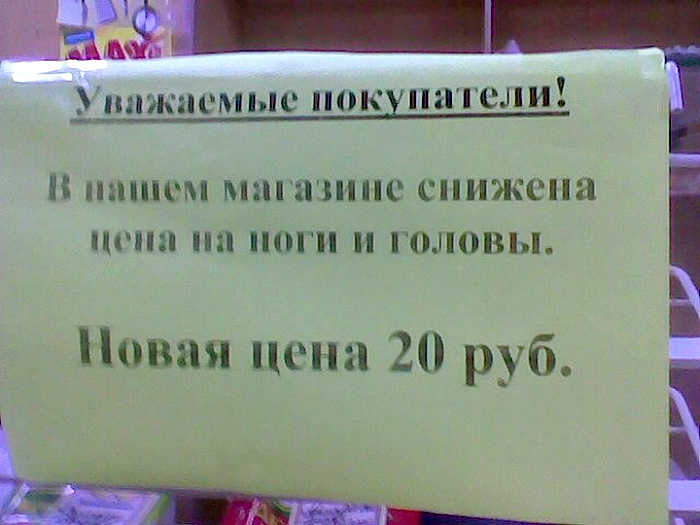 Уважаемые покупатели!
В нашем магазине снижена
цена на ноги и головы.
Новая цена 20 руб.